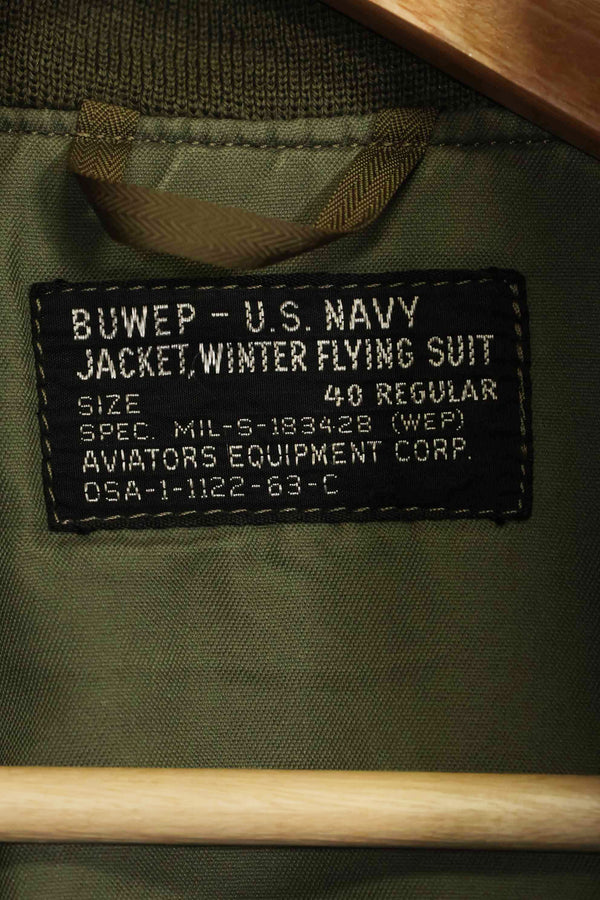 BUWEP - U.S. NAVY
JACKET, WINTER FLYING SUIT
SIZE 40 REGULAR
SPEC. MIL-S-18342B (WEP)
AVIATORS EQUIPMENT CORP.
DSA-1-1122-63-C